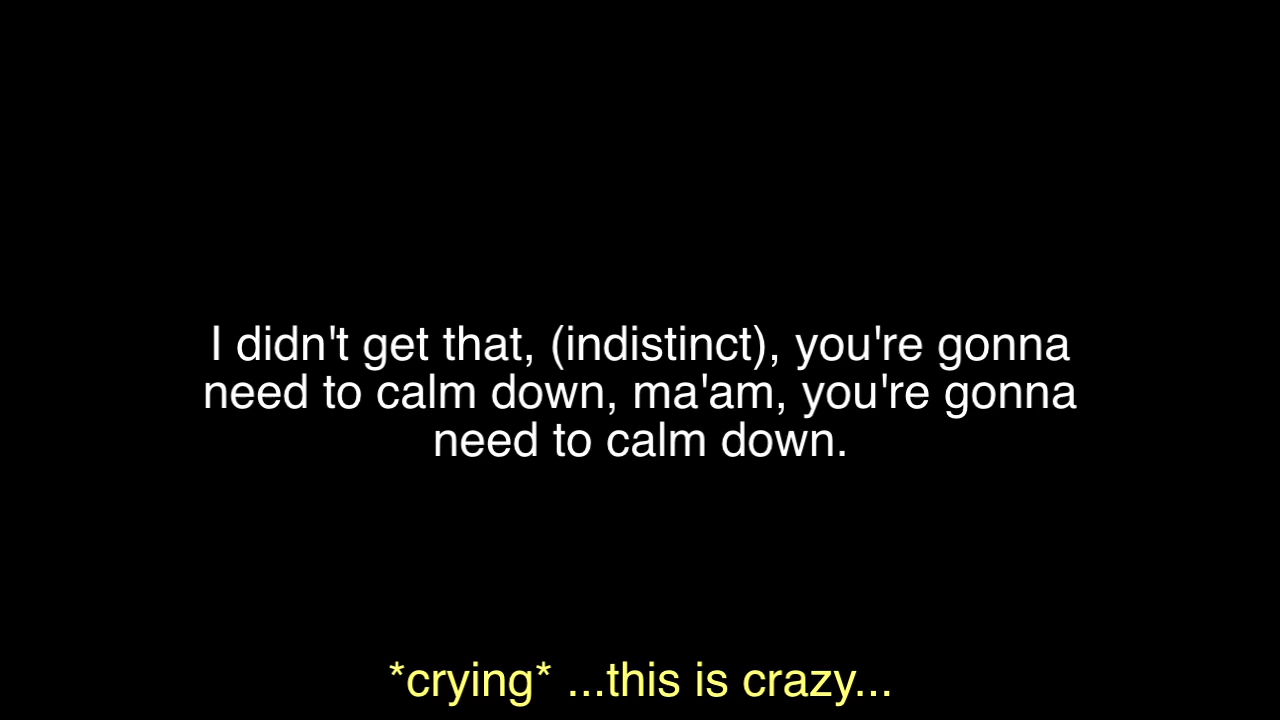 I didn't get that, (indistinct), you're gonna
need to calm down, ma'am, you're gonna
need to calm down.
*crying* ...this is crazy...